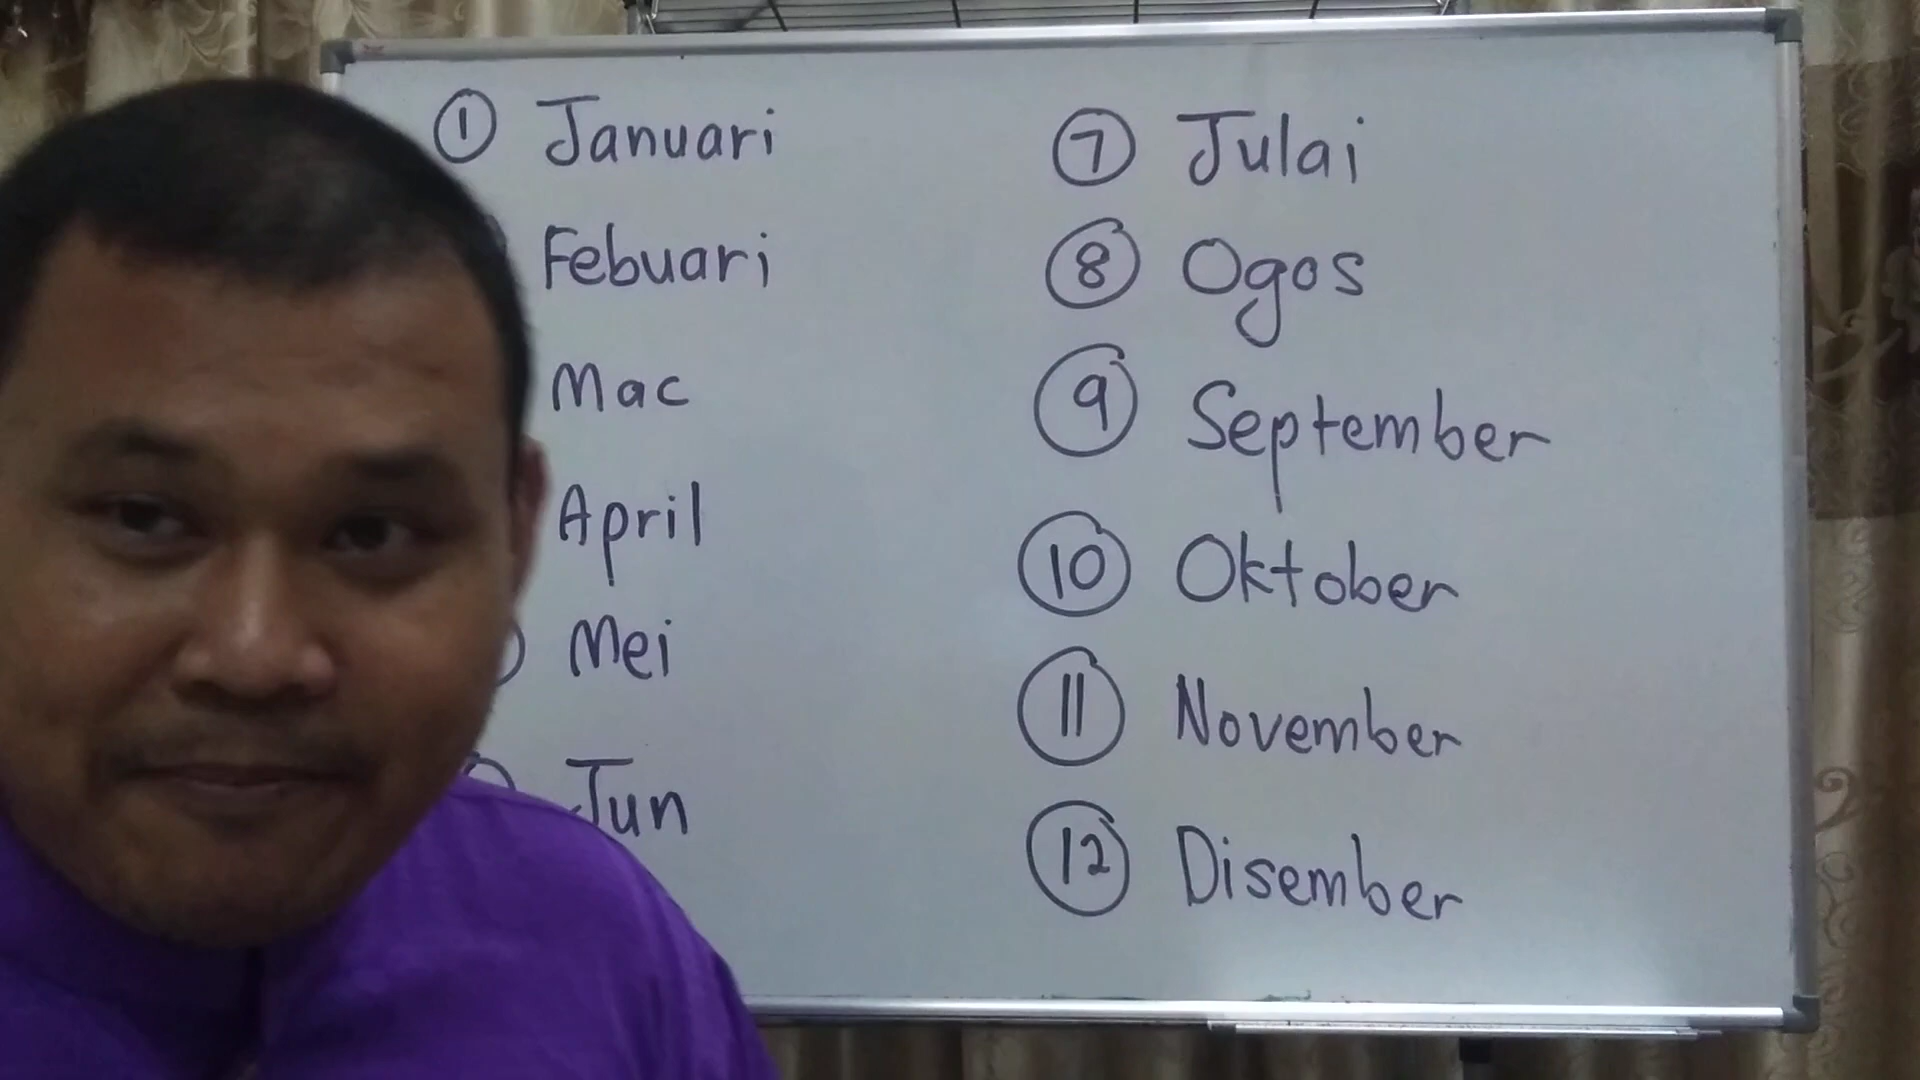 ① Januari
Febuari
Mac
April
Mei
Jun
⑦ Julai
⑧ Ogos
⑨ September
⑩ Oktober
⑪ November
⑫ Disember